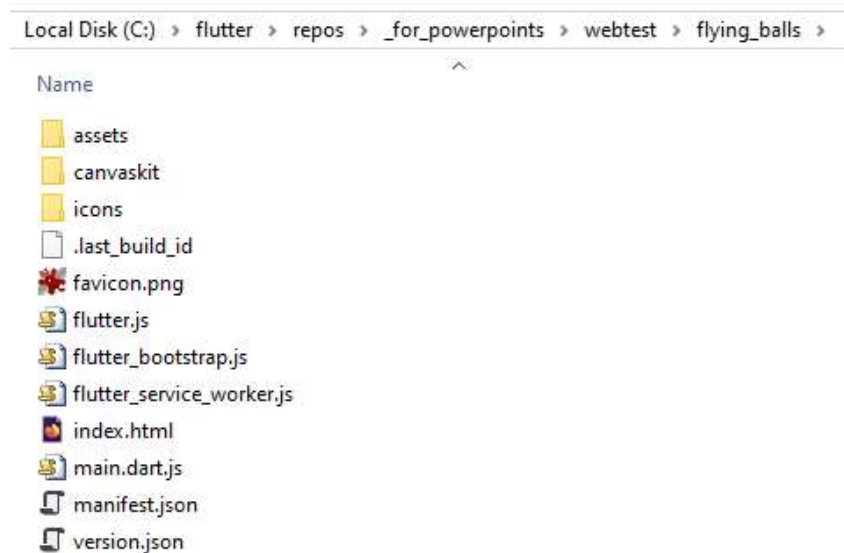 Local Disk (C:) > flutter > repos > _for_powerpoints > webtest > flying_balls >
Name
assets
canvaskit
icons
.last_build_id
favicon.png
flutter.js
flutter_bootstrap.js
flutter_service_worker.js
index.html
main.dart.js
manifest.json
version.json